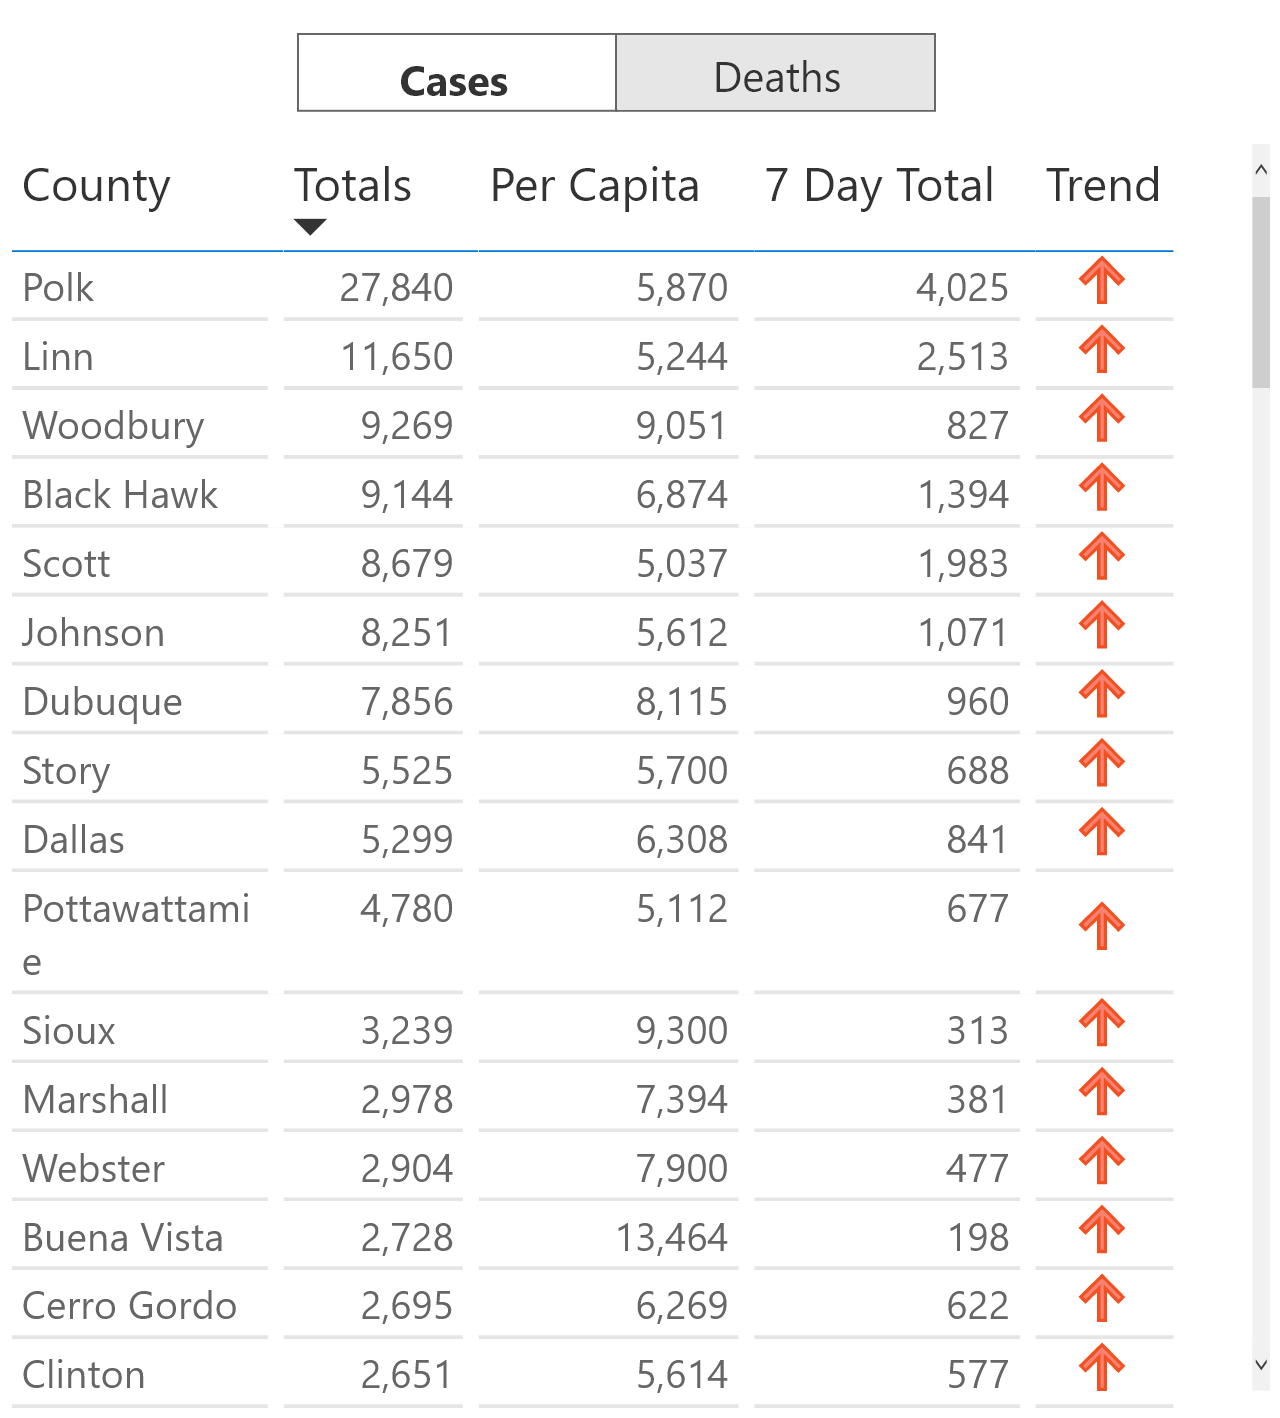 Cases Deaths
County Totals Per Capita 7 Day Total Trend
Polk 27,840 5,870 4,025
Linn 11,650 5,244 2,513
Woodbury 9,269 9,051 827
Black Hawk 9,144 6,874 1,394
Scott 8,679 5,037 1,983
Johnson 8,251 5,612 1,071
Dubuque 7,856 8,115 960
Story 5,525 5,700 688
Dallas 5,299 6,308 841
Pottawattami 4,780 5,112 677
e
Sioux 3,239 9,300 313
Marshall 2,978 7,394 381
Webster 2,904 7,900 477
Buena Vista 2,728 13,464 198
Cerro Gordo 2,695 6,269 622
Clinton 2,651 5,614 577